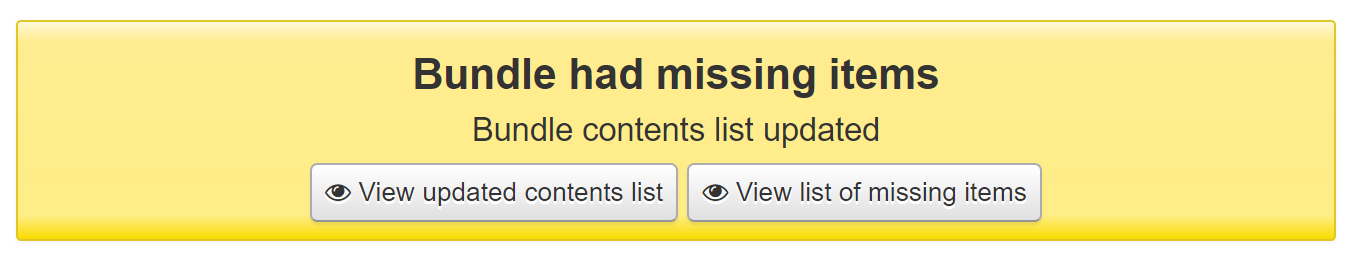 Bundle had missing items
Bundle contents list updated
View updated contents list View list of missing items